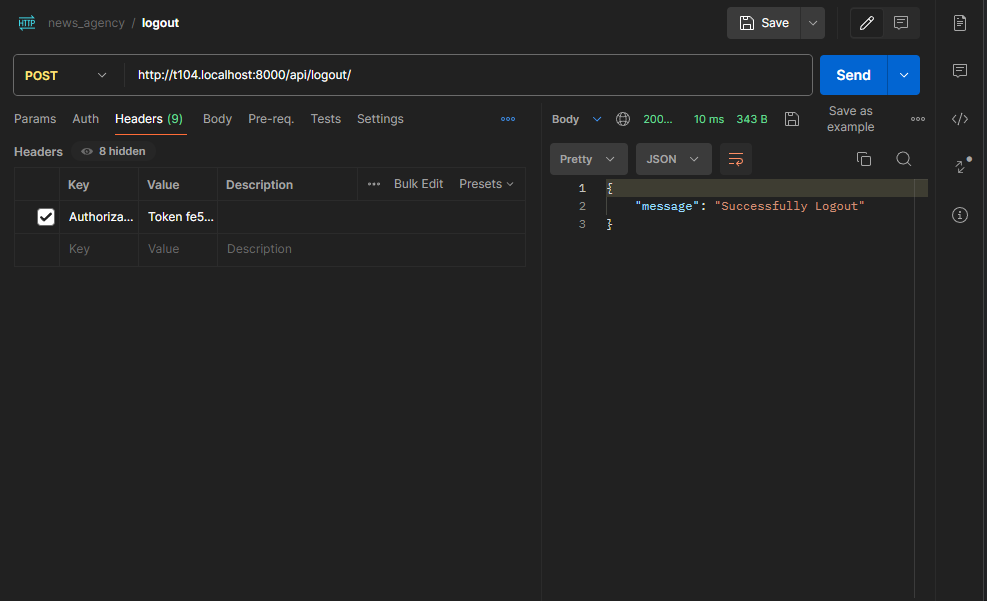 HTTP news_agency / logout
Save
POST http://t104.localhost:8000/api/logout/
Send
Params Auth Headers (9) Body Pre-req. Tests Settings
Headers 8 hidden
Key Value Description ••• Bulk Edit Presets
Authoriza... Token fe5...
Key Value Description
Body 200... 10 ms 343 B Save as
example
Pretty JSON
1 {
2 "message": "Successfully Logout"
3 }